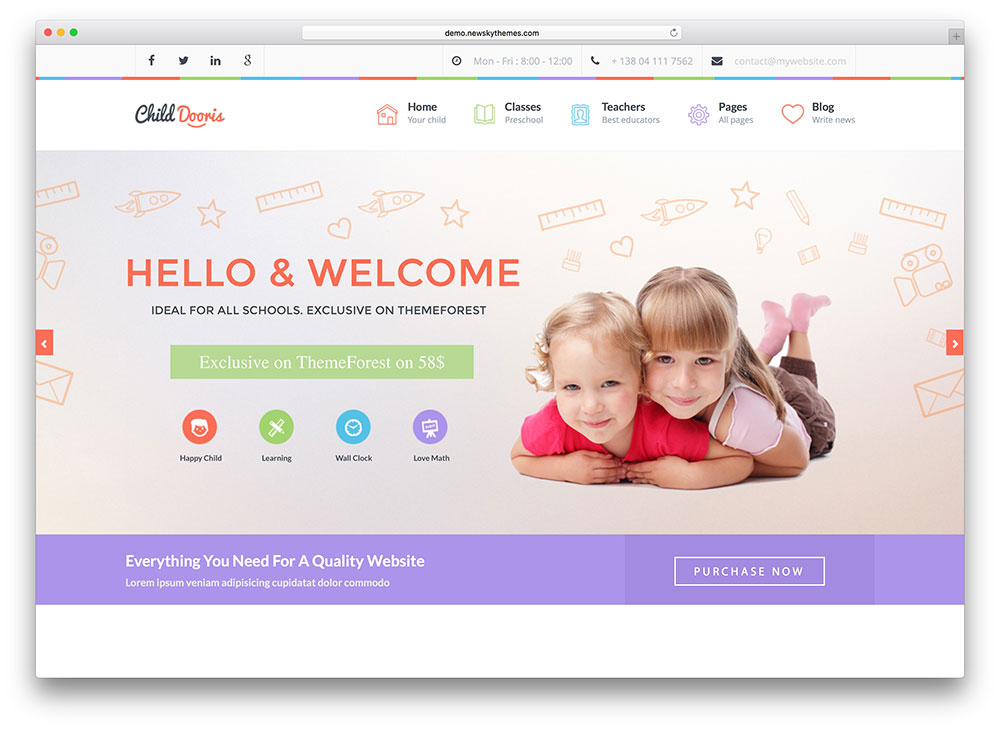 demo.newskythemes.com
Mon - Fri : 8:00 - 12:00
+ 138 04 111 7562
contact@mywebsite.com
Child Dooris
Home
Your child
Classes
Preschool
Teachers
Best educators
Pages
All pages
Blog
Write news
HELLO & WELCOME
IDEAL FOR ALL SCHOOLS. EXCLUSIVE ON THEMEFOREST
Exclusive on ThemeForest on 58$
Happy Child
Learning
Wall Clock
Love Math
Everything You Need For A Quality Website
Lorem ipsum veniam adipisicing cupidatat dolor commodo
PURCHASE NOW